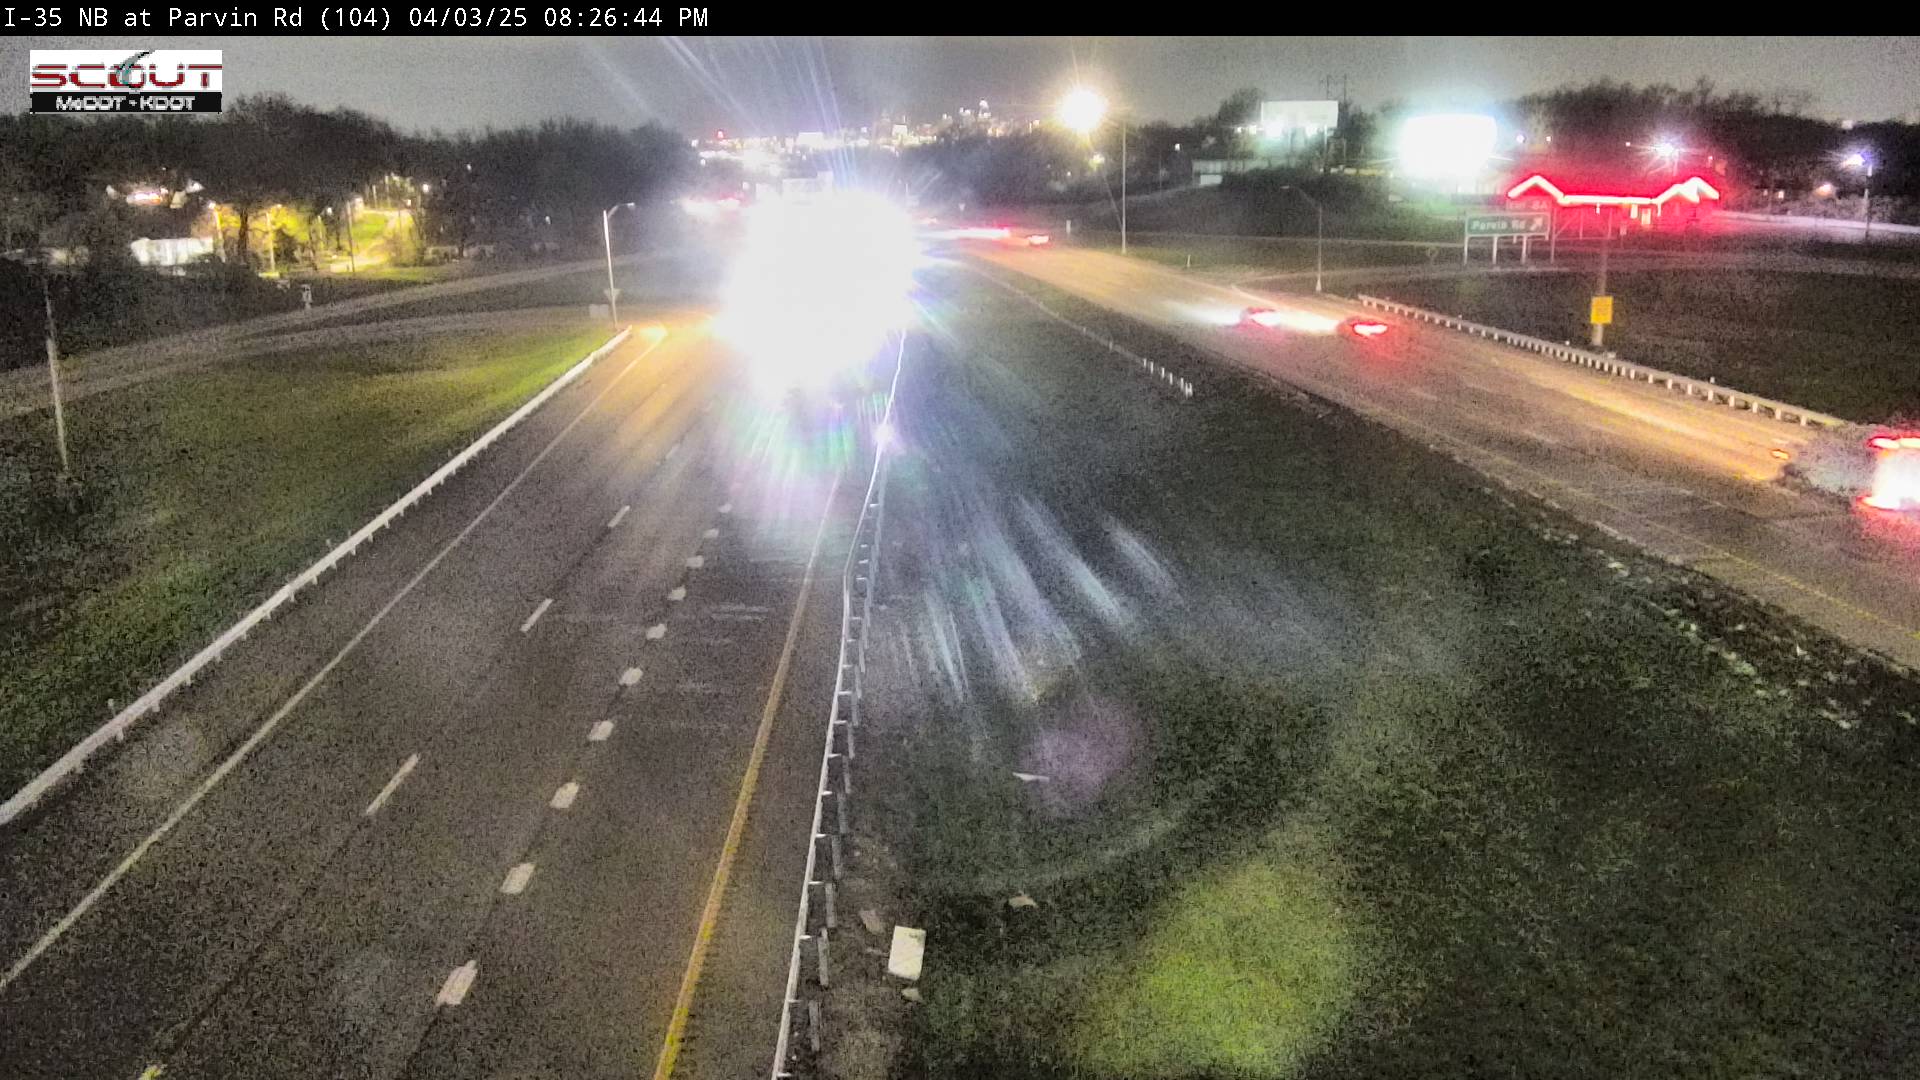 I-35 NB at Parvin Rd (104) 04/03/25 08:26:44 PM
SCOUT
MoDOT - KDOT
Parvin Rd